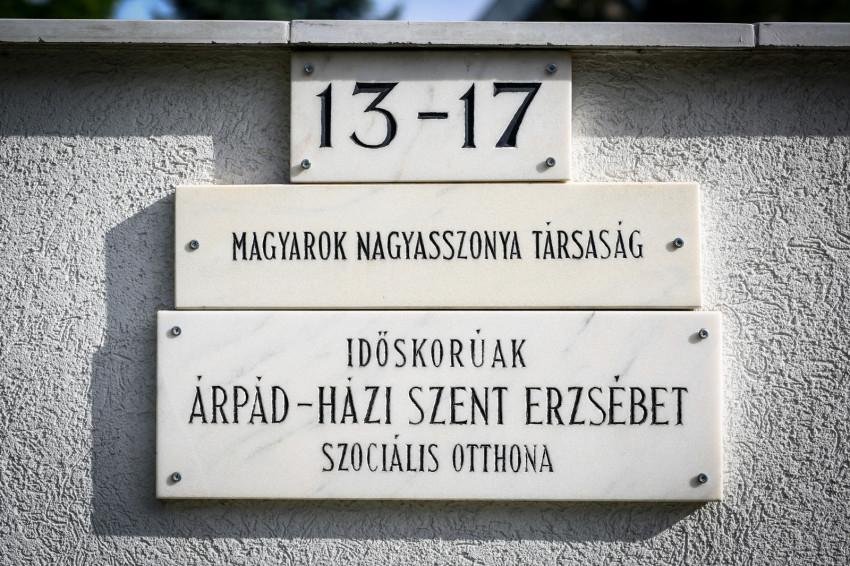 13-17
MAGYAROK NAGYASSZONYA TÁRSASÁG
IDŐSKORÚAK
ÁRPÁD-HÁZI SZENT ERZSÉBET
SZOCIÁLIS OTTHONA